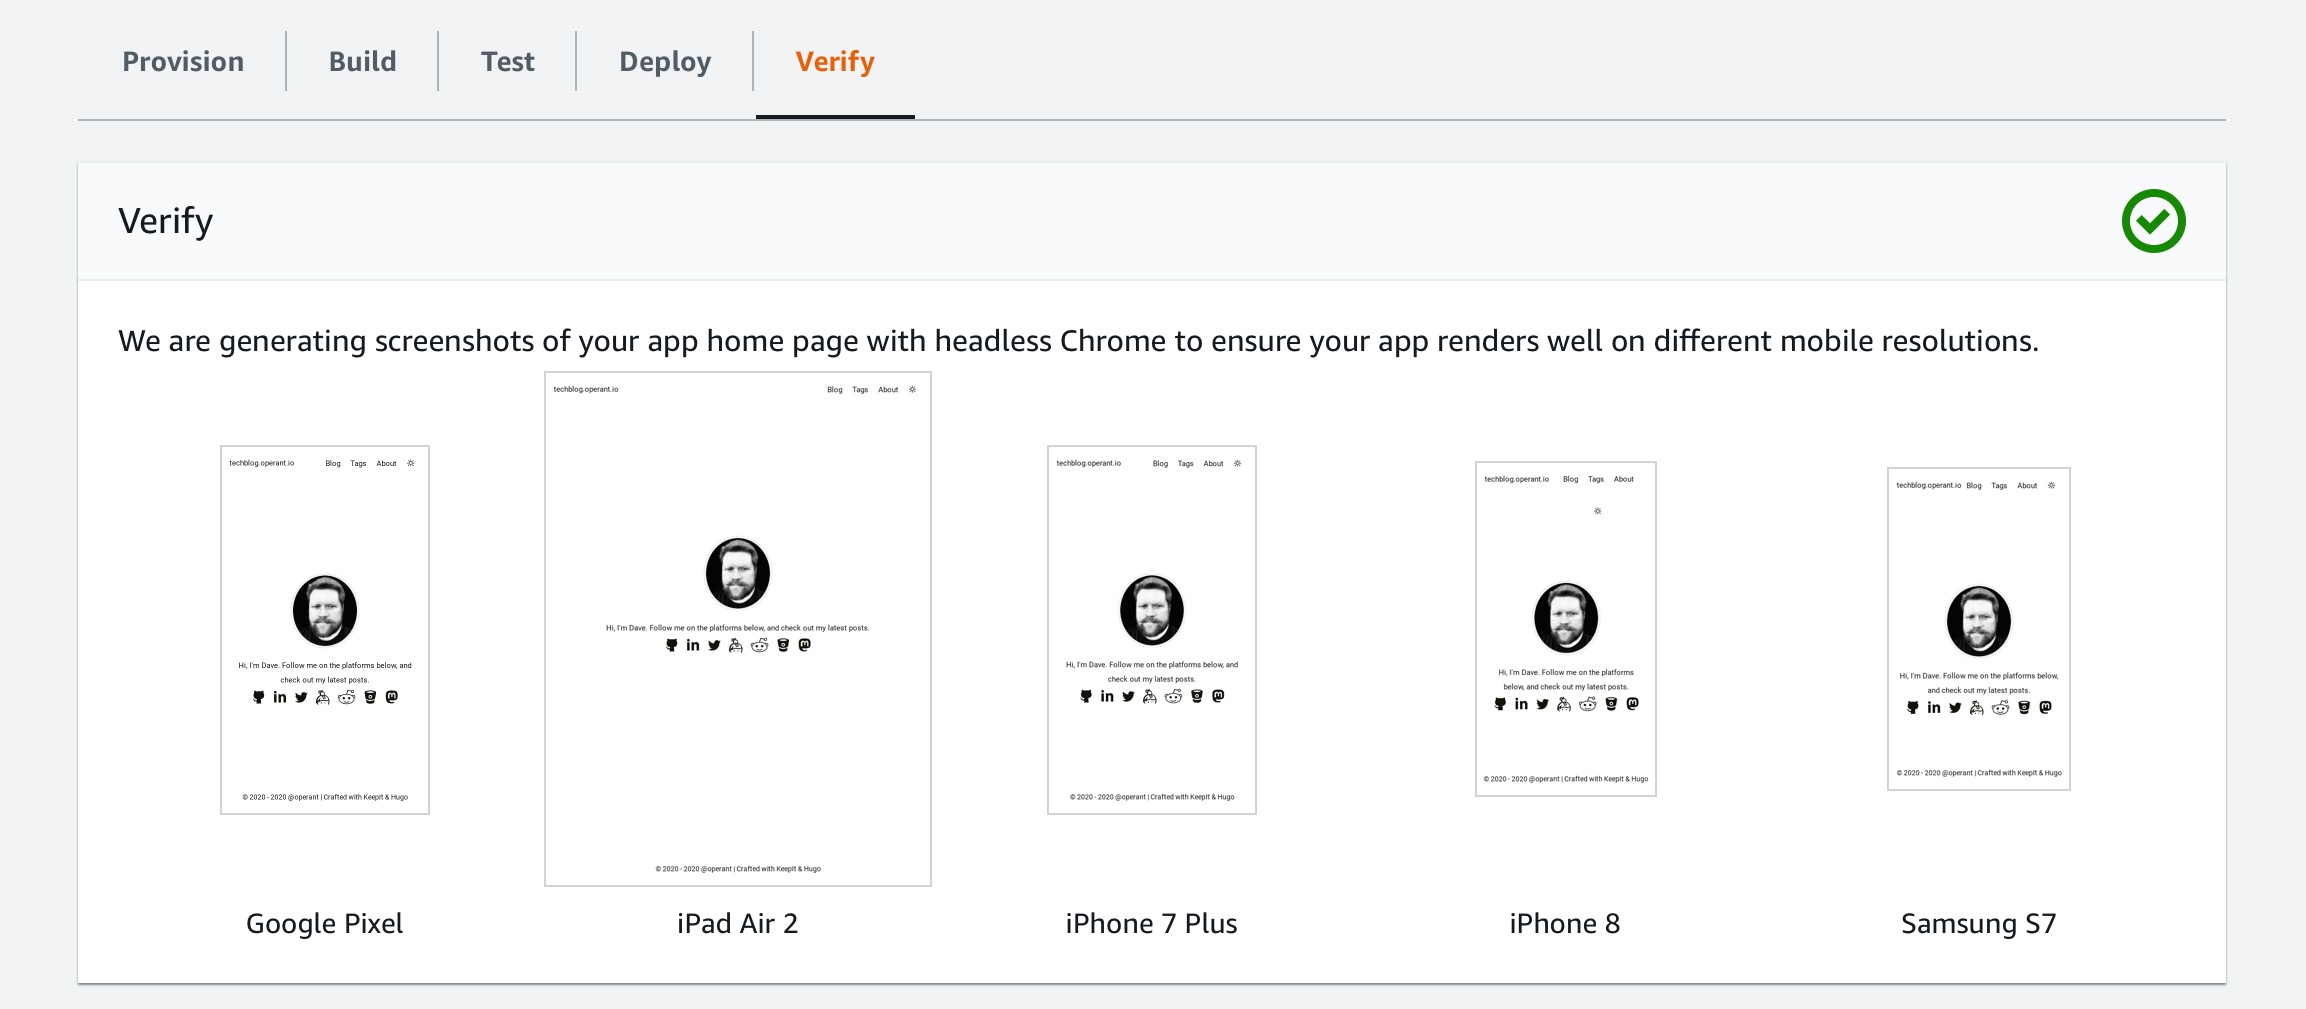 Provision Build Test Deploy Verify
Verify
We are generating screenshots of your app home page with headless Chrome to ensure your app renders well on different mobile resolutions.
techblog.operant.io Blog Tags About
Hi, I'm Dave. Follow me on the platforms below, and
check out my latest posts.
in
© 2020 - 2020 @operant | Crafted with KeepIt & Hugo
Google Pixel
techblog.operant.io Blog Tags About
Hi, I'm Dave. Follow me on the platforms below, and check out my latest posts.
in
© 2020 - 2020 @operant | Crafted with KeepIt & Hugo
iPad Air 2
techblog.operant.io Blog Tags About
Hi, I'm Dave. Follow me on the platforms below, and
check out my latest posts.
in
© 2020 - 2020 @operant | Crafted with KeepIt & Hugo
iPhone 7 Plus
techblog.operant.io Blog Tags About
Hi, I'm Dave. Follow me on the platforms
below, and check out my latest posts.
in
© 2020 - 2020 @operant | Crafted with KeepIt & Hugo
iPhone 8
techblog.operant.io Blog Tags About
Hi, I'm Dave. Follow me on the platforms below,
and check out my latest posts.
in
© 2020 - 2020 @operant | Crafted with KeepIt & Hugo
Samsung S7